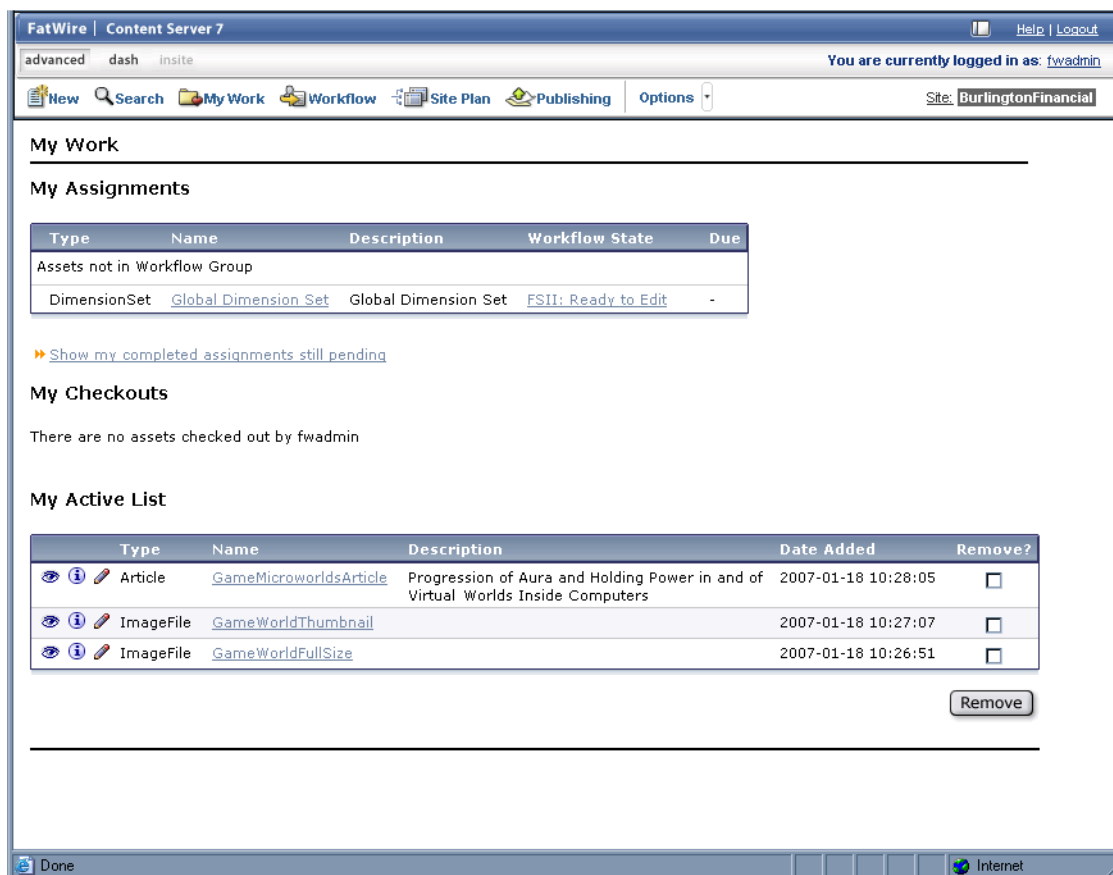 FatWire | Content Server 7
Help | Logout
advanced dash insite
You are currently logged in as: fwadmin
New Search My Work Workflow Site Plan Publishing Options
Site: BurlingtonFinancial
My Work
My Assignments
Type Name Description Workflow State Due
Assets not in Workflow Group
DimensionSet Global Dimension Set Global Dimension Set FSII: Ready to Edit -
Show my completed assignments still pending
My Checkouts
There are no assets checked out by fwadmin
My Active List
Type Name Description Date Added Remove?
Article GameMicroworldsArticle Progression of Aura and Holding Power in and of 2007-01-18 10:28:05
Virtual Worlds Inside Computers
ImageFile GameWorldThumbnail 2007-01-18 10:27:07
ImageFile GameWorldFullSize 2007-01-18 10:26:51
Remove
Done
Internet